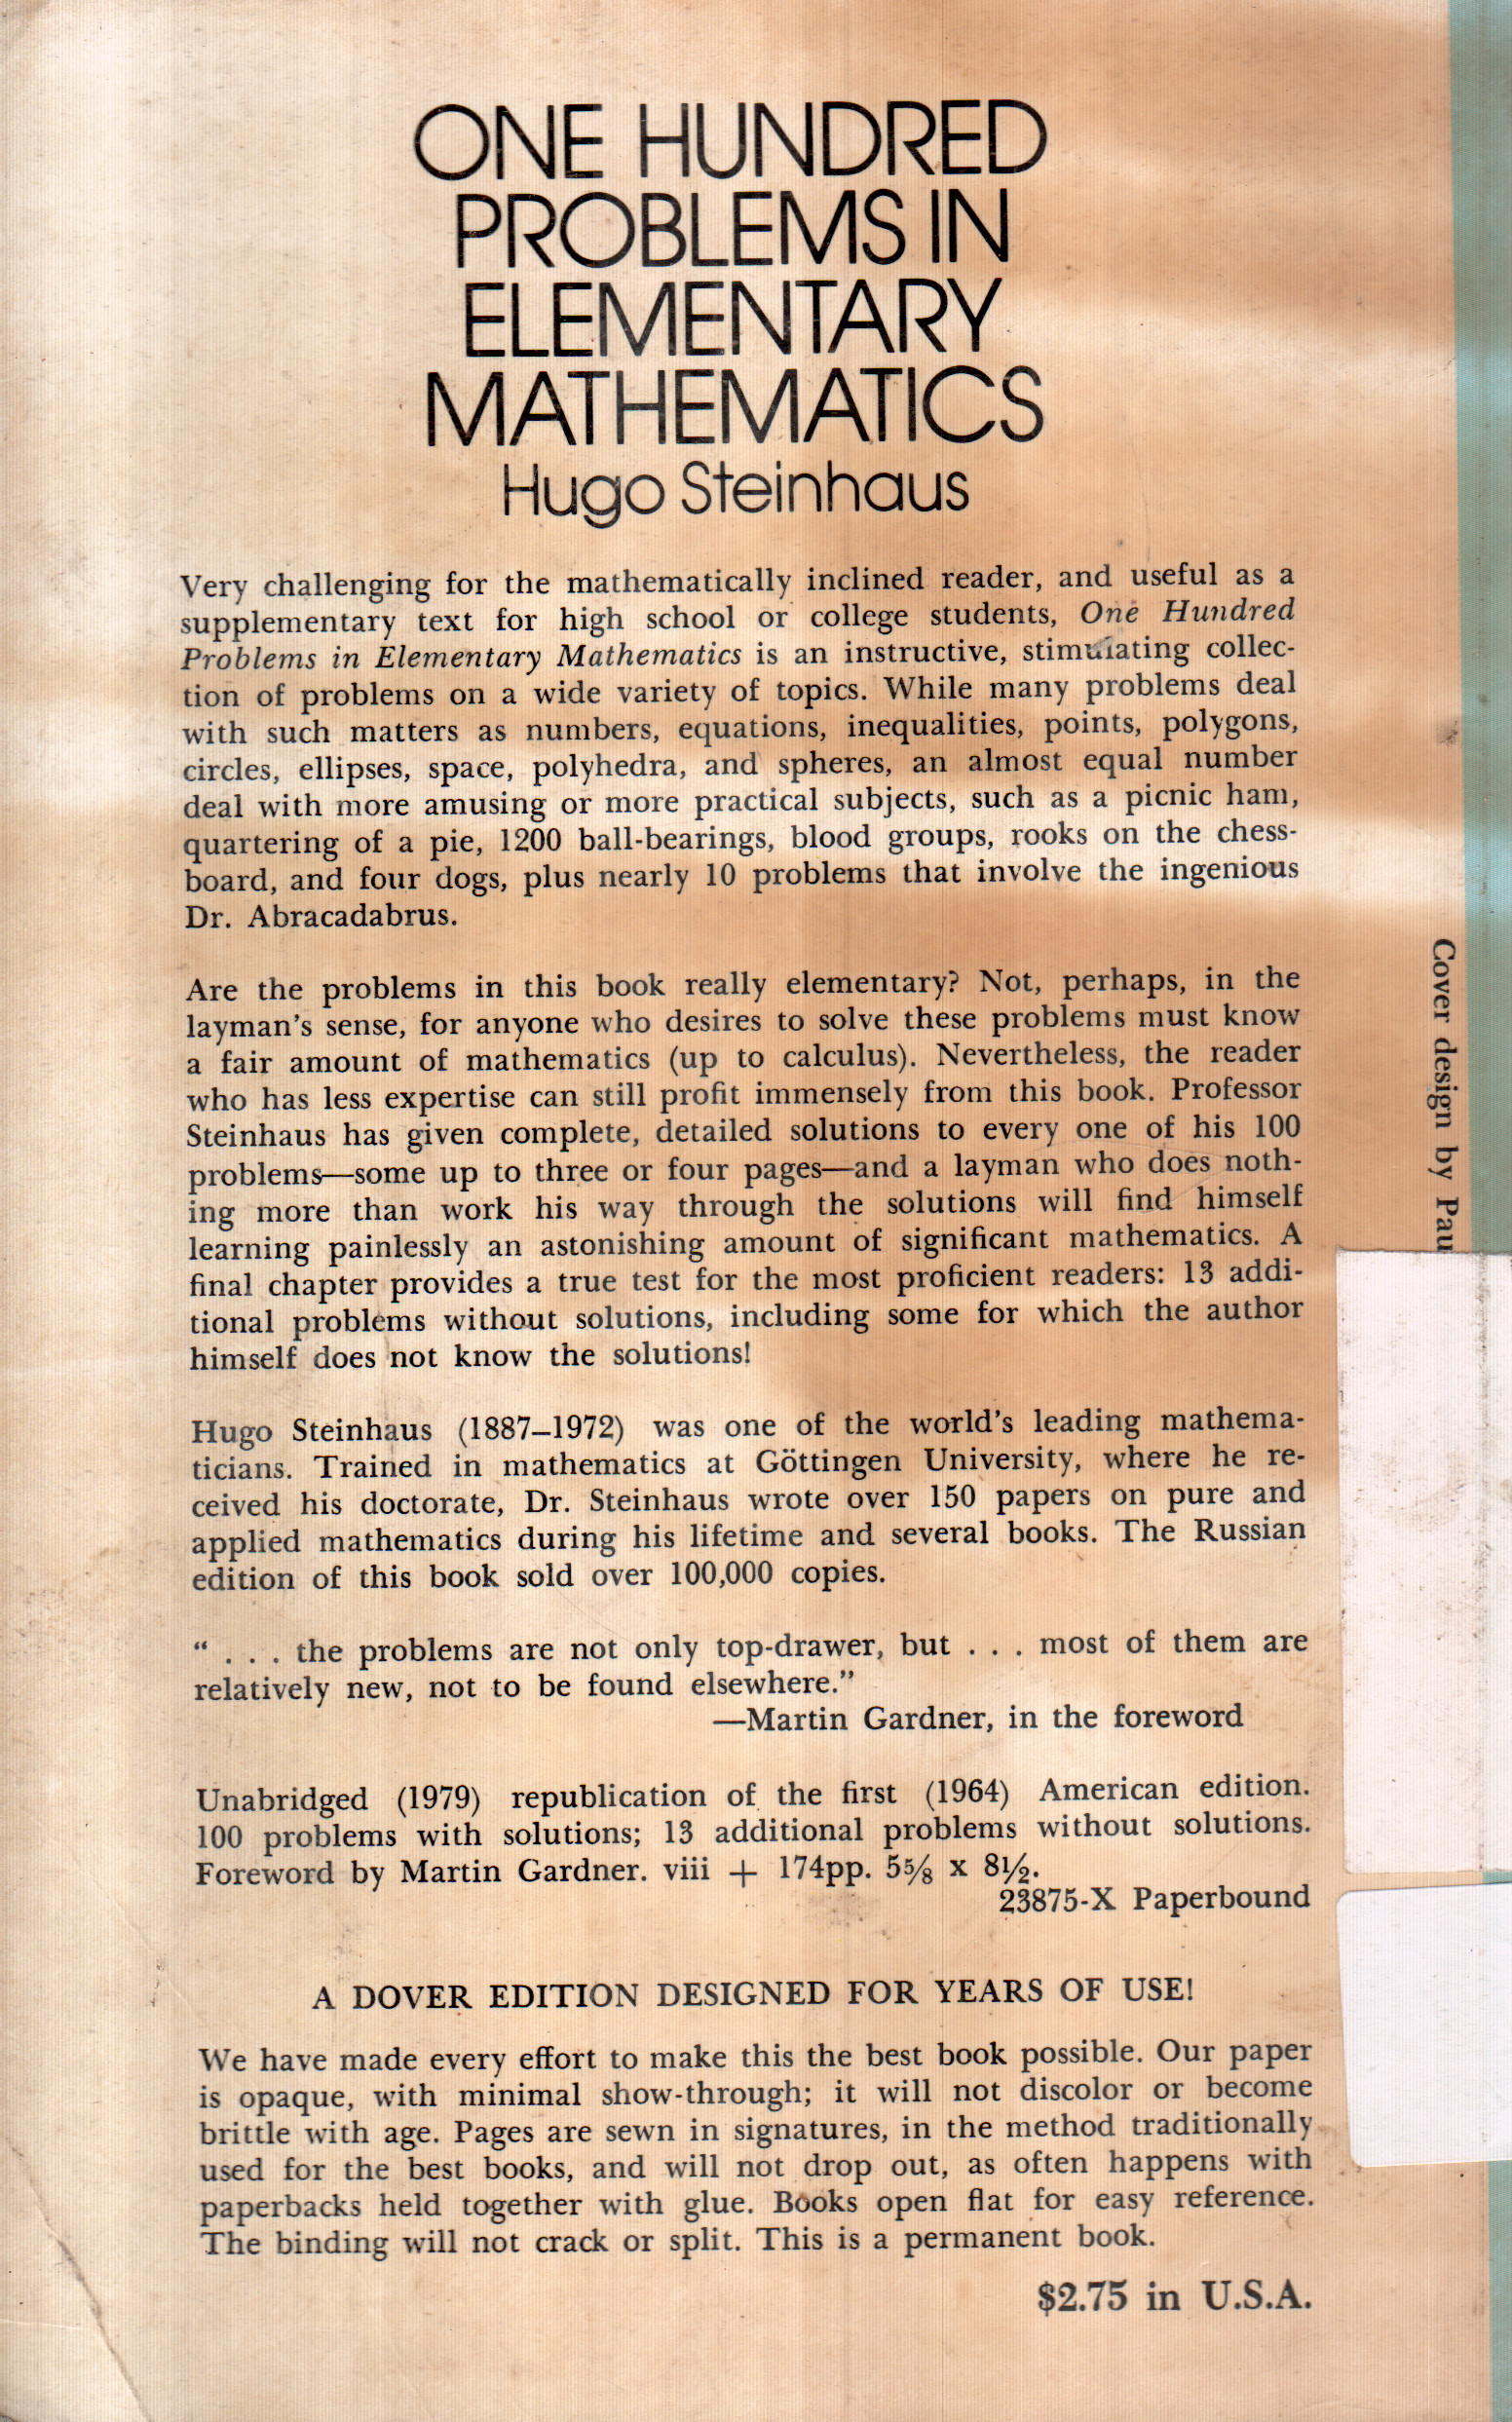 ONE HUNDRED
PROBLEMS IN
ELEMENTARY
MATHEMATICS
Hugo Steinhaus
Very challenging for the mathematically inclined reader, and useful as a
supplementary text for high school or college students, One Hundred
Problems in Elementary Mathematics is an instructive, stimulating collec-
tion of problems on a wide variety of topics. While many problems deal
with such matters as numbers, equations, inequalities, points, polygons,
circles, ellipses, space, polyhedra, and spheres, an almost equal number
deal with more amusing or more practical subjects, such as a picnic ham,
quartering of a pie, 1200 ball-bearings, blood groups, rooks on the chess-
board, and four dogs, plus nearly 10 problems that involve the ingenious
Dr. Abracadabrus.
Are the problems in this book really elementary? Not, perhaps, in the
layman's sense, for anyone who desires to solve these problems must know
a fair amount of mathematics (up to calculus). Nevertheless, the reader
who has less expertise can still profit immensely from this book. Professor
Steinhaus has given complete, detailed solutions to every one of his 100
problems—some up to three or four pages—and a layman who does noth-
ing more than work his way through the solutions will find himself
learning painlessly an astonishing amount of significant mathematics. A
final chapter provides a true test for the most proficient readers: 13 addi-
tional problems without solutions, including some for which the author
himself does not know the solutions!
Hugo Steinhaus (1887–1972) was one of the world's leading mathema-
ticians. Trained in mathematics at Göttingen University, where he re-
ceived his doctorate, Dr. Steinhaus wrote over 150 papers on pure and
applied mathematics during his lifetime and several books. The Russian
edition of this book sold over 100,000 copies.
" . . . the problems are not only top-drawer, but . . . most of them are
relatively new, not to be found elsewhere."
—Martin Gardner, in the foreword
Unabridged (1979) republication of the first (1964) American edition.
100 problems with solutions; 13 additional problems without solutions.
Foreword by Martin Gardner. viii + 174pp. 5⅝ x 8½.
23875-X Paperbound
A DOVER EDITION DESIGNED FOR YEARS OF USE!
We have made every effort to make this the best book possible. Our paper
is opaque, with minimal show-through; it will not discolor or become
brittle with age. Pages are sewn in signatures, in the method traditionally
used for the best books, and will not drop out, as often happens with
paperbacks held together with glue. Books open flat for easy reference.
The binding will not crack or split. This is a permanent book.
$2.75 in U.S.A.
Cover design by Pau